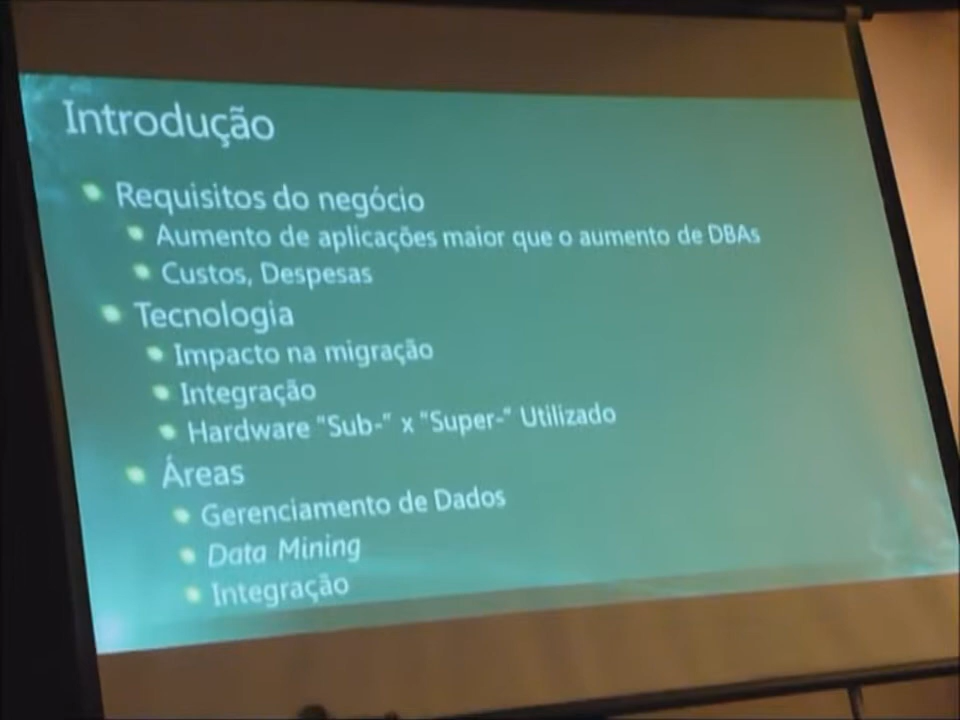 Introdução
Requisitos do negócio
Aumento de aplicações maior que o aumento de DBAs
Custos, Despesas
Tecnologia
Impacto na migração
Integração
Hardware "Sub-" x "Super-" Utilizado
Áreas
Gerenciamento de Dados
Data Mining
Integração